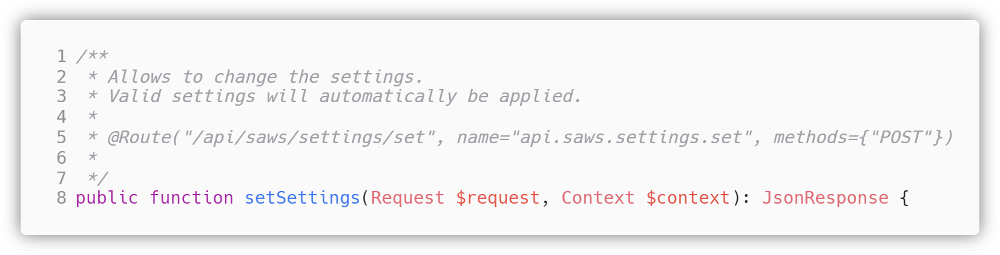 1 /**
2  * Allows to change the settings.
3  * Valid settings will automatically be applied.
4  *
5  * @Route("/api/saws/settings/set", name="api.saws.settings.set", methods={"POST"})
6  *
7  */
8 public function setSettings(Request $request, Context $context): JsonResponse {